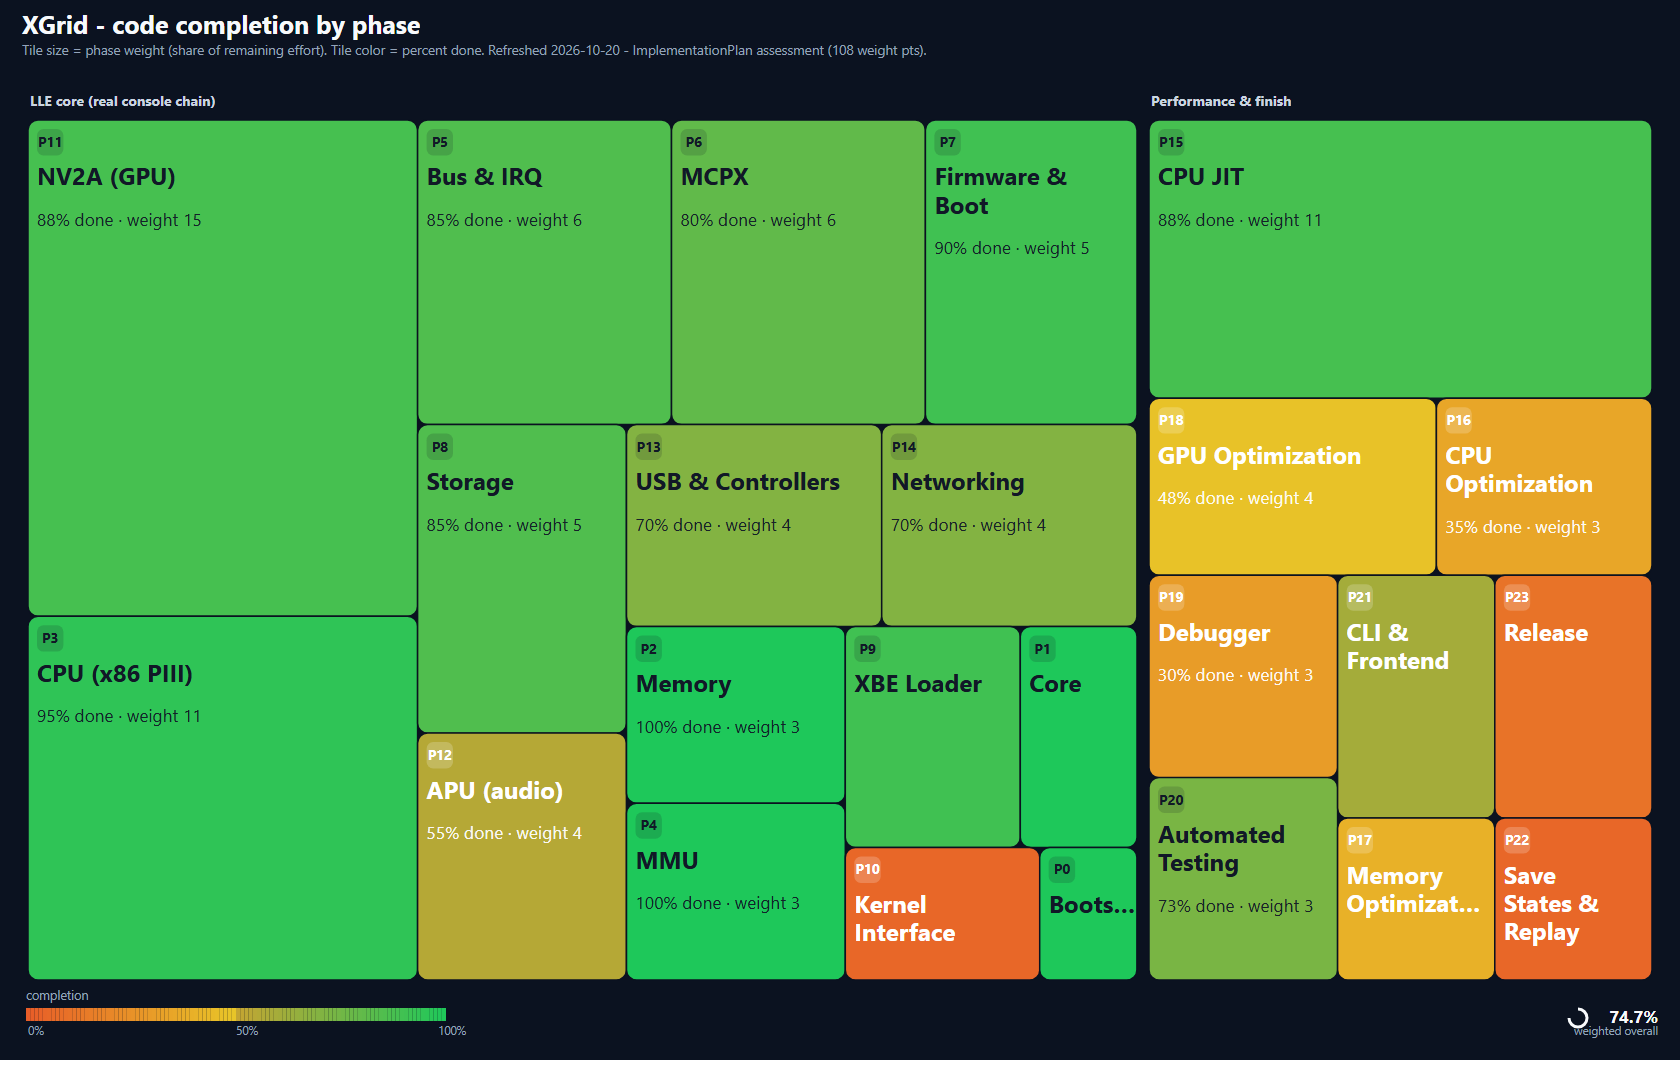 XGrid - code completion by phase
Tile size = phase weight (share of remaining effort). Tile color = percent done. Refreshed 2026-10-20 - ImplementationPlan assessment (108 weight pts).
LLE core (real console chain)
P11
NV2A (GPU)
88% done · weight 15
P5
Bus & IRQ
85% done · weight 6
P6
MCPX
80% done · weight 6
P7
Firmware &
Boot
90% done · weight 5
P8
Storage
85% done · weight 5
P13
USB & Controllers
70% done · weight 4
P14
Networking
70% done · weight 4
P3
CPU (x86 PIII)
95% done · weight 11
P12
APU (audio)
55% done · weight 4
P2
Memory
100% done · weight 3
P9
XBE Loader
P1
Core
P4
MMU
100% done · weight 3
P10
Kernel
Interface
P0
Boots...
Performance & finish
P15
CPU JIT
88% done · weight 11
P18
GPU Optimization
48% done · weight 4
P16
CPU
Optimization
35% done · weight 3
P19
Debugger
30% done · weight 3
P21
CLI &
Frontend
P23
Release
P20
Automated
Testing
73% done · weight 3
P17
Memory
Optimizat...
P22
Save
States &
Replay
completion
0%
50%
100%
74.7%
weighted overall